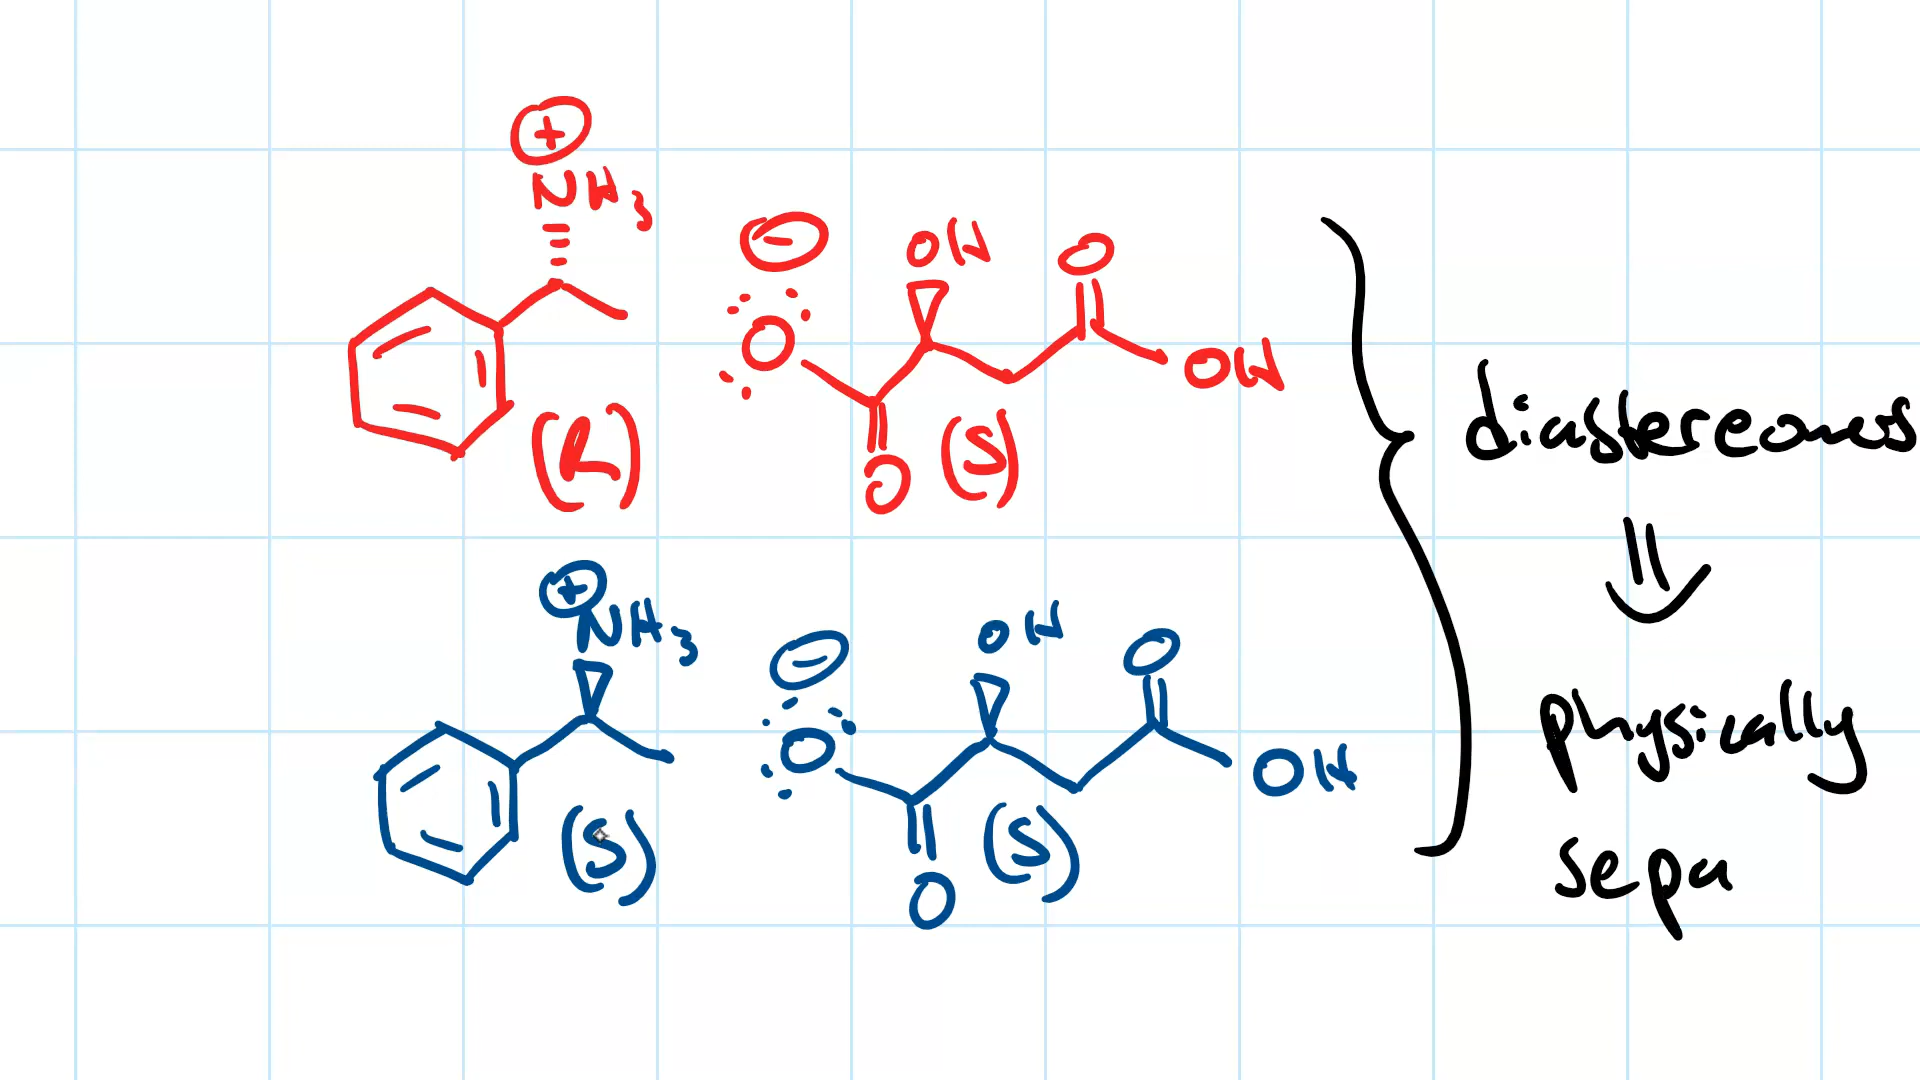 ⊕
NH3
⊖
OH
O
O
OH
(R)
(S)
O
⊕
NH3
⊖
OH
O
O
OH
(S)
(S)
O
diastereomers
⇓
physically
sepa